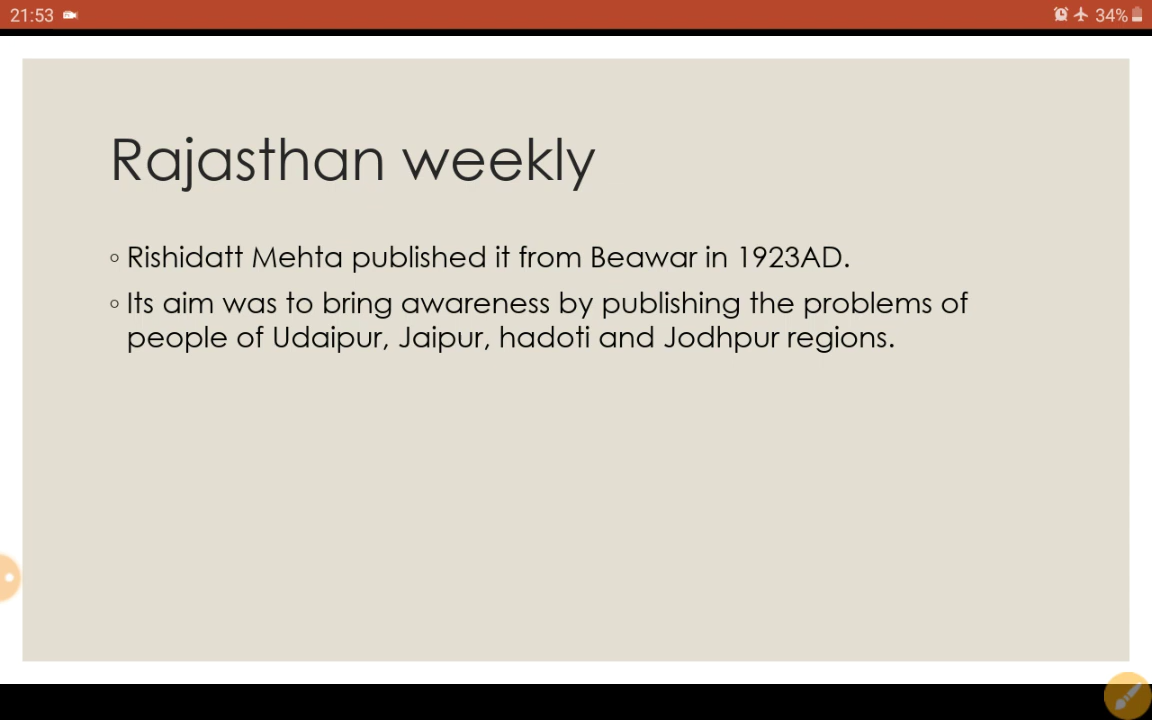 21:53
34%
Rajasthan weekly
◦ Rishidatt Mehta published it from Beawar in 1923AD.
◦ Its aim was to bring awareness by publishing the problems of
people of Udaipur, Jaipur, hadoti and Jodhpur regions.